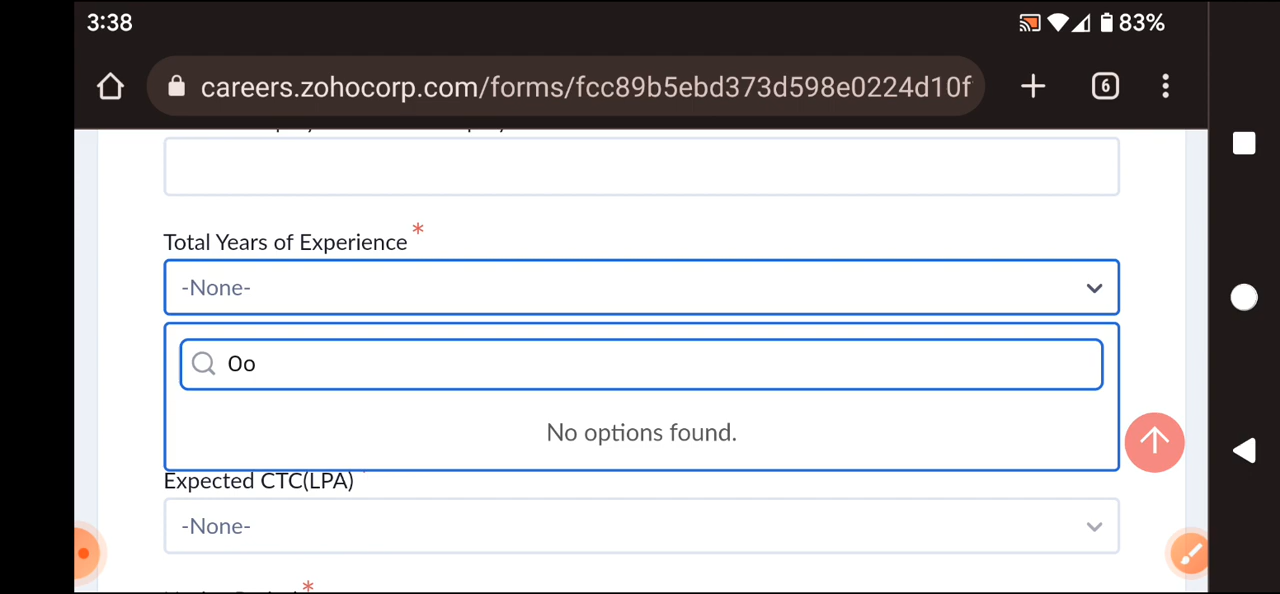 3:38
83%
careers.zohocorp.com/forms/fcc89b5ebd373d598e0224d10f
6
Total Years of Experience *
-None-
Oo
No options found.
Expected CTC(LPA)
-None-
*